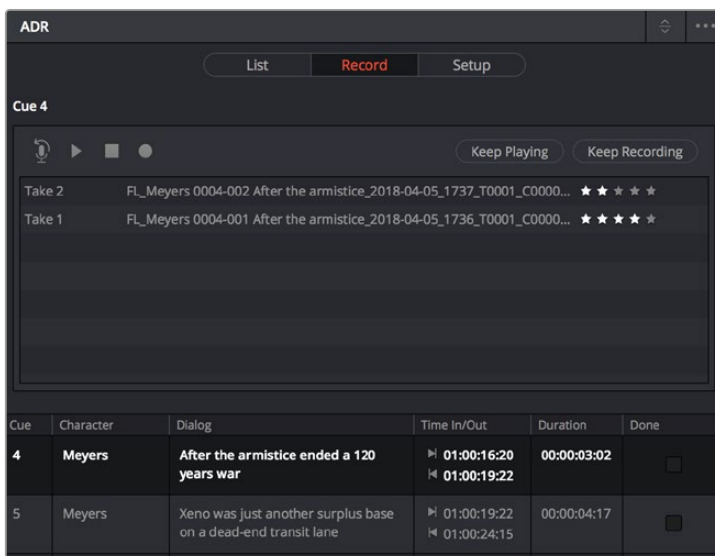 ADR
List Record Setup
Cue 4
Keep Playing Keep Recording
Take 2 FL_Meyers 0004-002 After the armistice_2018-04-05_1737_T0001_C0000...
Take 1 FL_Meyers 0004-001 After the armistice_2018-04-05_1736_T0001_C0000...
Cue Character Dialog Time In/Out Duration Done
4 Meyers After the armistice ended a 120 01:00:16:20 00:00:03:02
years war 01:00:19:22
5 Meyers Xeno was just another surplus base 01:00:19:22 00:00:04:17
on a dead-end transit lane 01:00:24:15